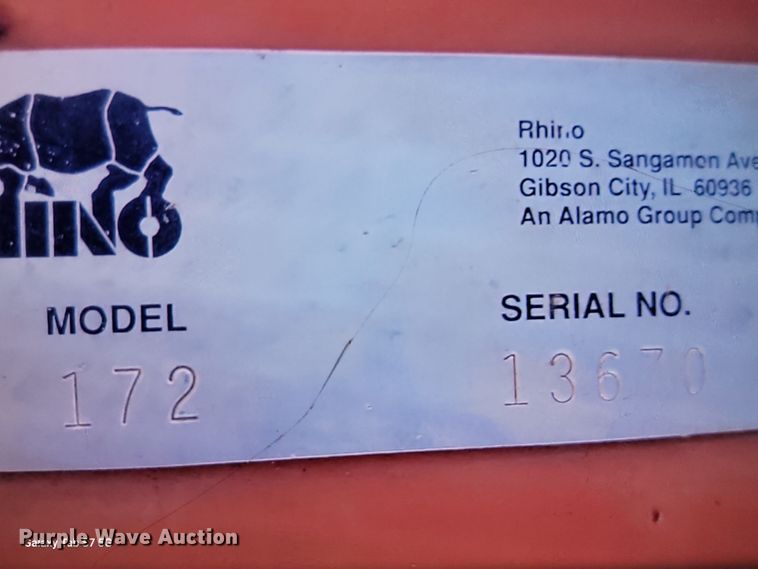 HINO
Rhino
1020 S. Sangamon Ave
Gibson City, IL 60936
An Alamo Group Comp
MODEL
SERIAL NO.
172
13670
Purple Wave Auction